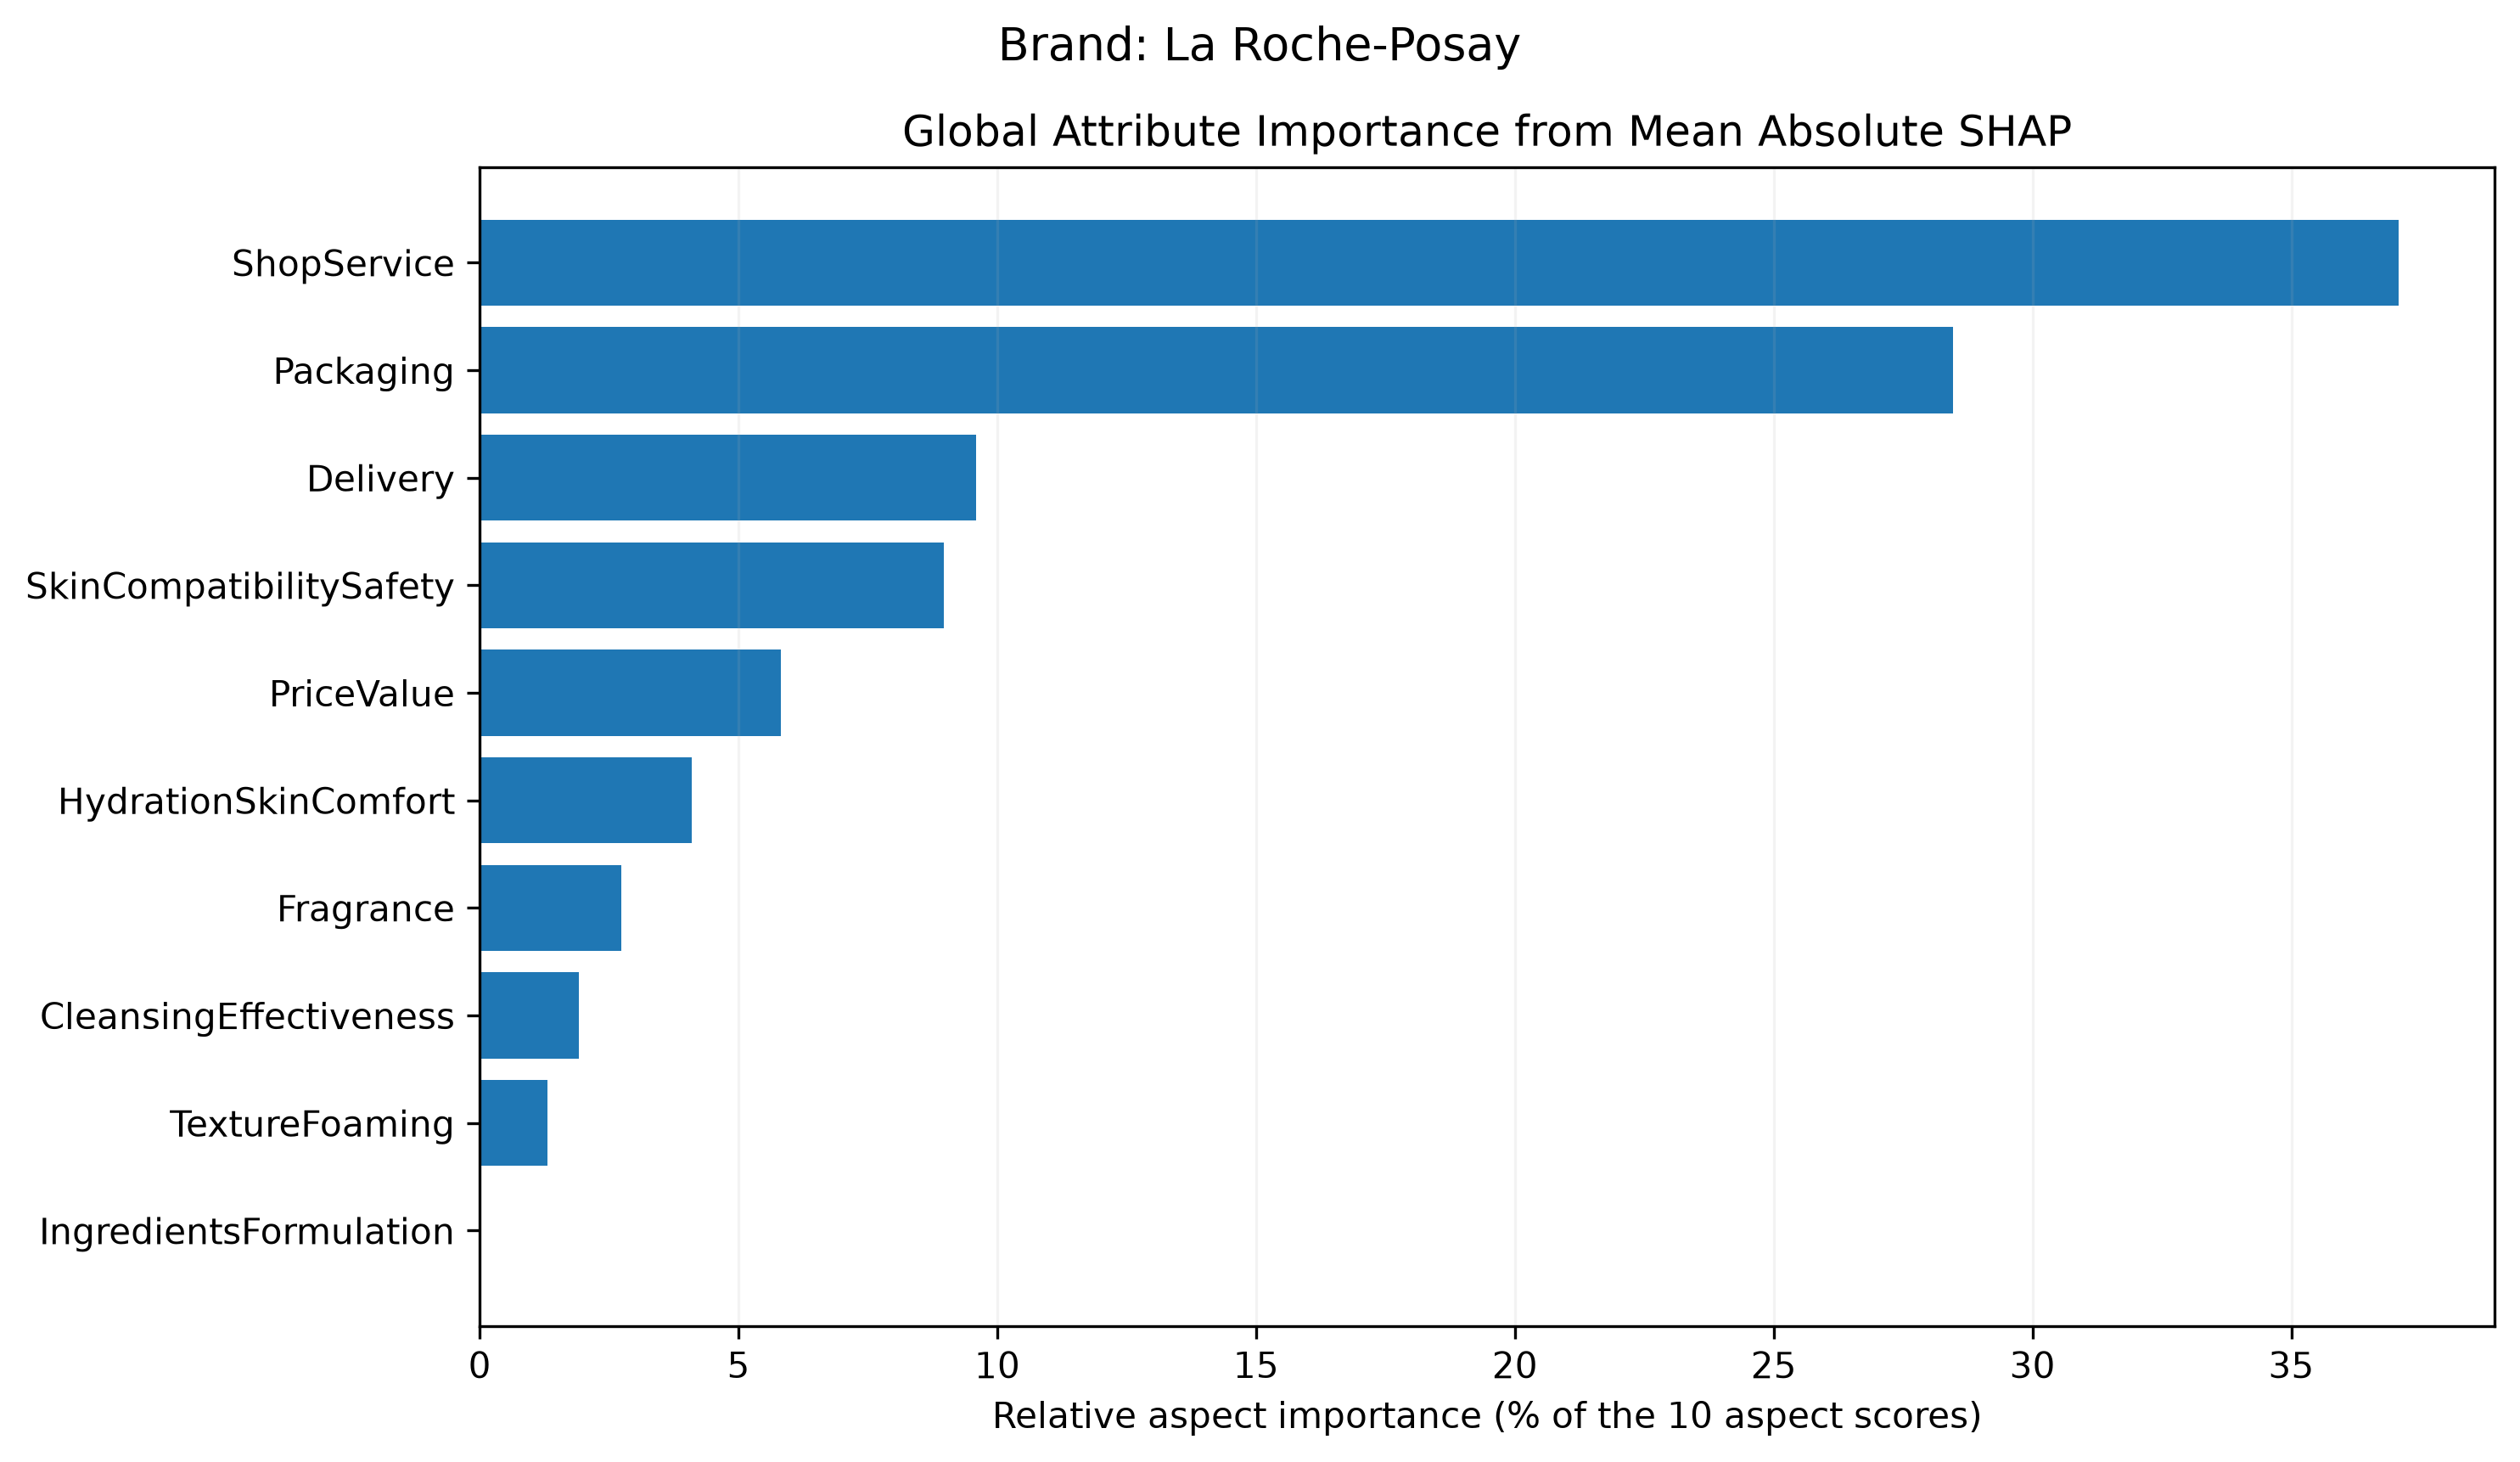 Brand: La Roche-Posay
Global Attribute Importance from Mean Absolute SHAP
ShopService
Packaging
Delivery
SkinCompatibilitySafety
PriceValue
HydrationSkinComfort
Fragrance
CleansingEffectiveness
TextureFoaming
IngredientsFormulation
0 5 10 15 20 25 30 35
Relative aspect importance (% of the 10 aspect scores)